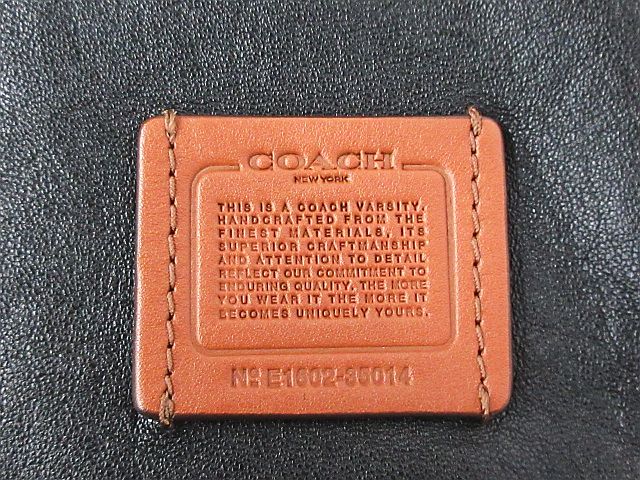 COACH
NEW YORK
THIS IS A COACH VARSITY.
HANDCRAFTED FROM THE
FINEST MATERIALS, ITS
SUPERIOR CRAFTMANSHIP
AND ATTENTION TO DETAIL
REFLECT OUR COMMITMENT TO
ENDURING QUALITY. THE MORE
YOU WEAR IT THE MORE IT
BECOMES UNIQUELY YOURS.
Nº E1602-85014